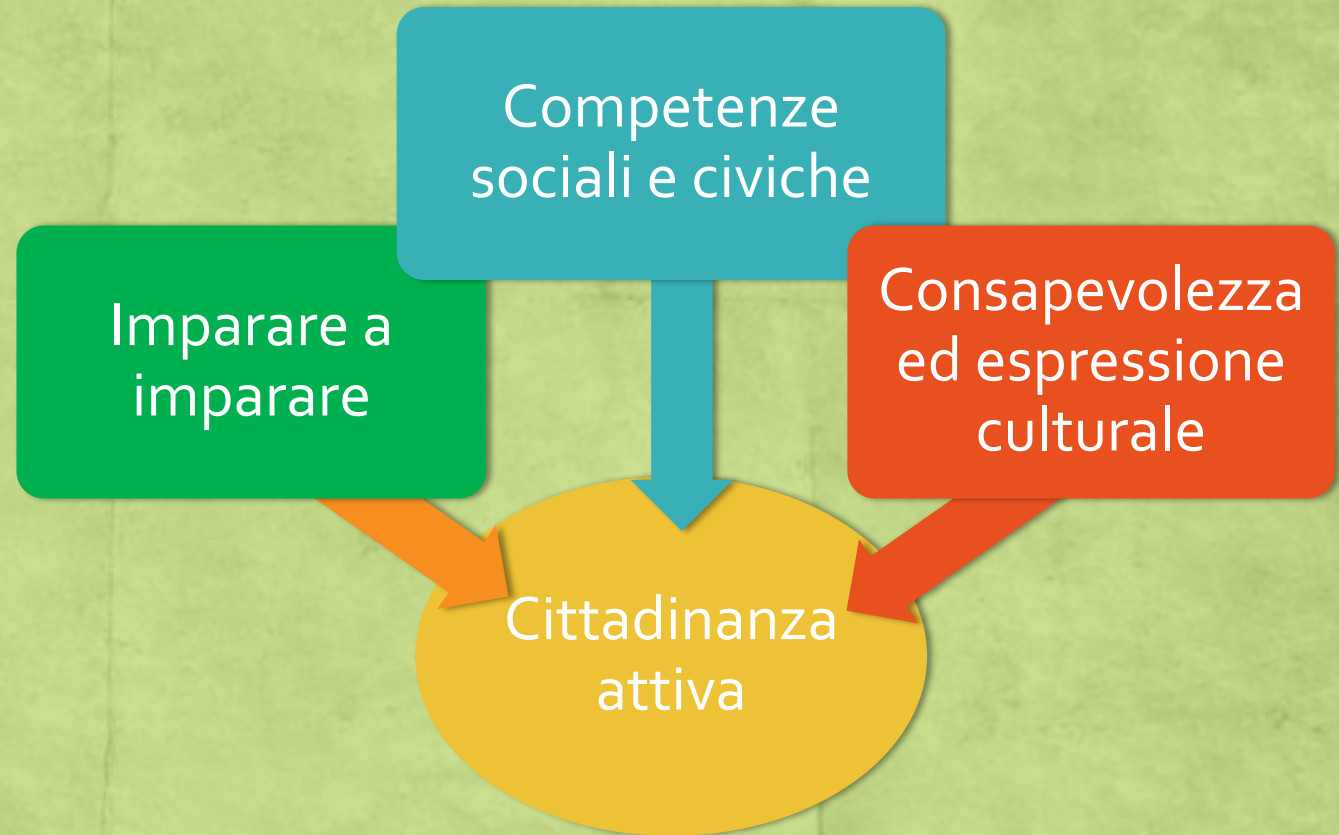 Competenze
sociali e civiche
Imparare a
imparare
Consapevolezza
ed espressione
culturale
Cittadinanza
attiva